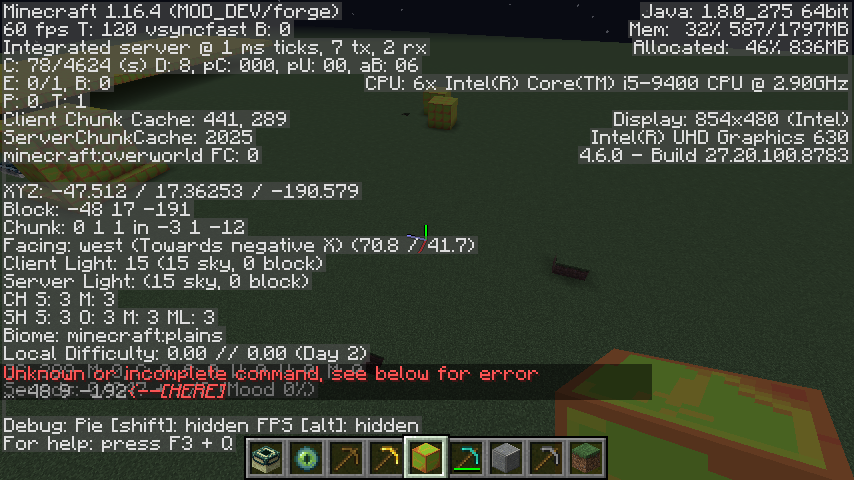 Minecraft 1.16.4 (MOD_DEV/forge)
60 fps T: 120 vsyncfast B: 0
Integrated server @ 1 ms ticks, 7 tx, 2 rx
C: 78/4624 (s) D: 8, pC: 000, pU: 00, aB: 06
E: 0/1, B: 0
P: 0. T: 1
Client Chunk Cache: 441, 289
ServerChunkCache: 2025
minecraft:overworld FC: 0
XYZ: -47.512 / 17.36253 / -190.579
Block: -48 17 -191
Chunk: 0 1 1 in -3 1 -12
Facing: west (Towards negative X) (70.8 / 41.7)
Client Light: 15 (15 sky, 0 block)
Server Light: (15 sky, 0 block)
CH S: 3 M: 3
SH S: 3 O: 3 M: 3 ML: 3
Biome: minecraft:plains
Local Difficulty: 0.00 // 0.00 (Day 2)
Unknown or incomplete command, see below for error
...-48 9 -192<--[HERE]
(Mood 0%)
Debug: Pie [shift]: hidden FPS [alt]: hidden
For help: press F3 + Q
Java: 1.8.0_275 64bit
Mem: 32% 587/1797MB
Allocated: 46% 836MB
CPU: 6x Intel(R) Core(TM) i5-9400 CPU @ 2.90GHz
Display: 854x480 (Intel)
Intel(R) UHD Graphics 630
4.6.0 - Build 27.20.100.8783